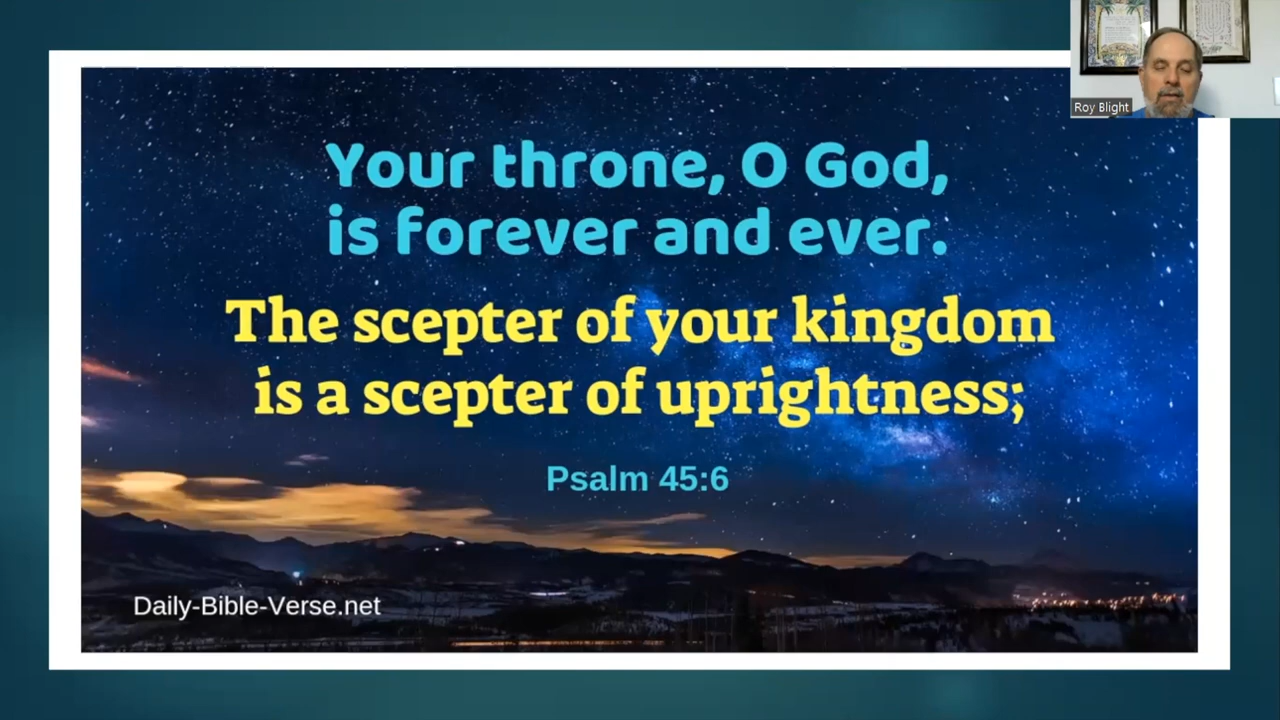 Roy Blight
Your throne, O God,
is forever and ever.
The scepter of your kingdom
is a scepter of uprightness;
Psalm 45:6
Daily-Bible-Verse.net